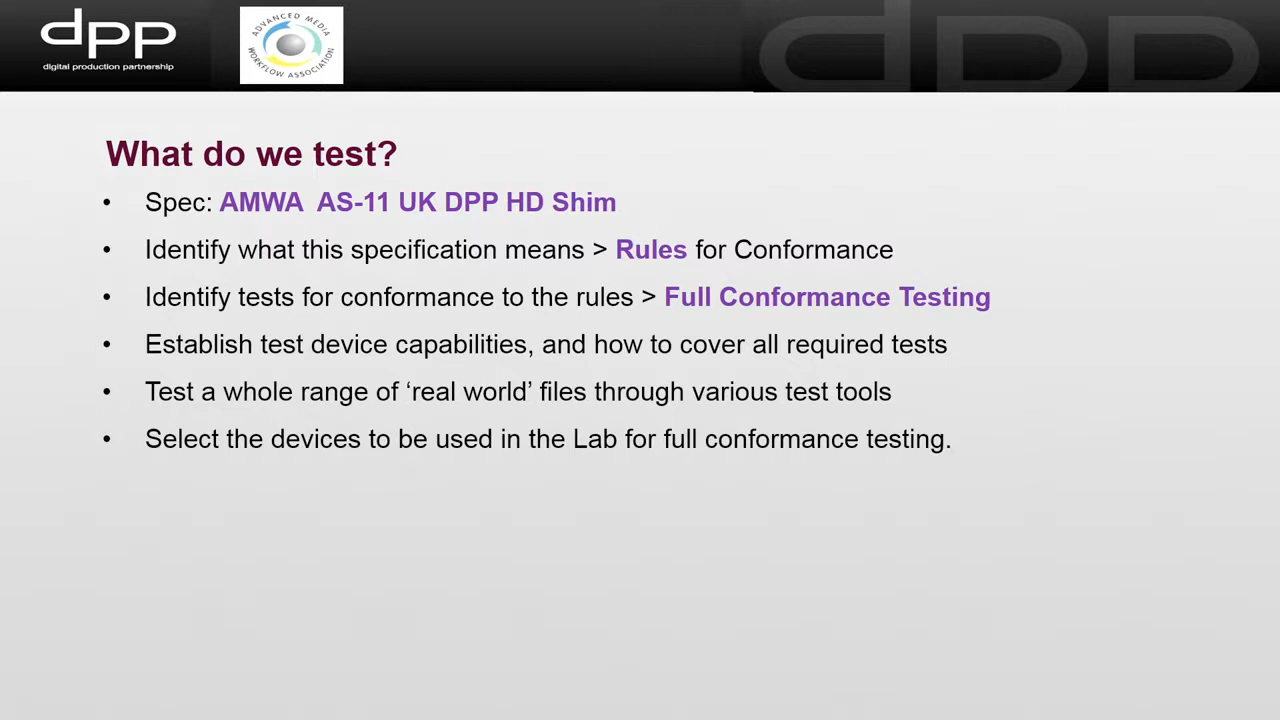 dpp
digital production partnership
ADVANCED MEDIA
WORKFLOW ASSOCIATION
dpp
What do we test?
• Spec: AMWA  AS-11 UK DPP HD Shim
• Identify what this specification means > Rules for Conformance
• Identify tests for conformance to the rules > Full Conformance Testing
• Establish test device capabilities, and how to cover all required tests
• Test a whole range of ‘real world’ files through various test tools
• Select the devices to be used in the Lab for full conformance testing.